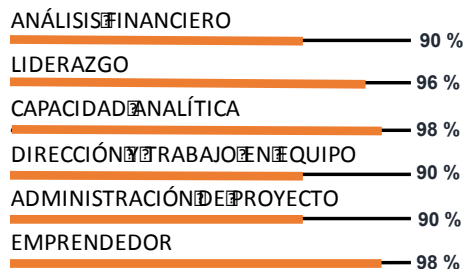 ANÁLISIS FINANCIERO
90 %
LIDERAZGO
96 %
CAPACIDAD ANALÍTICA
98 %
DIRECCIÓN Y TRABAJO EN EQUIPO
90 %
ADMINISTRACIÓN DE PROYECTO
90 %
EMPRENDEDOR
98 %